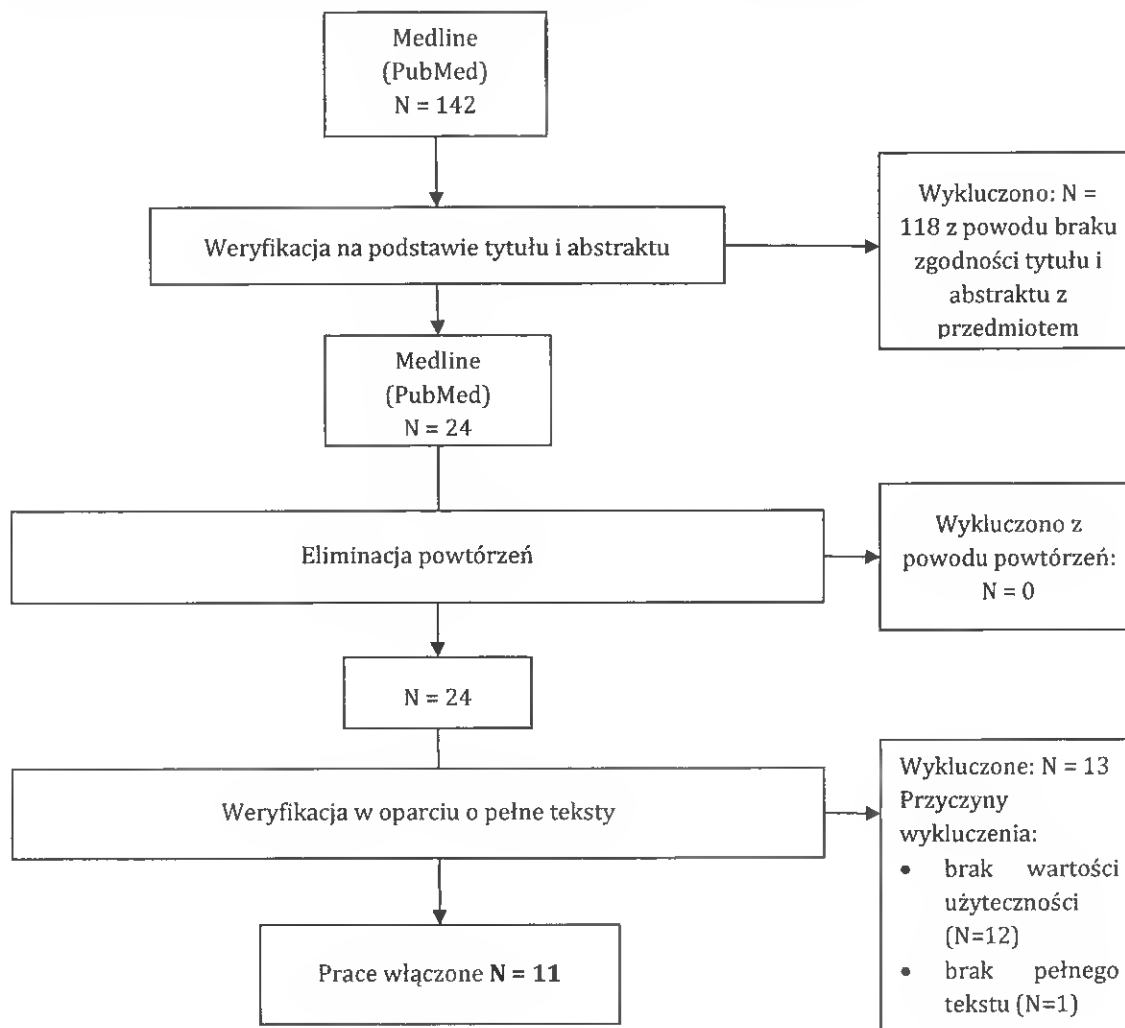 Medline
(PubMed)
N = 142
Weryfikacja na podstawie tytułu i abstraktu
Wykluczono: N =
118 z powodu braku
zgodności tytułu i
abstraktu z
przedmiotem
Medline
(PubMed)
N = 24
Eliminacja powtórzeń
Wykluczono z
powodu powtórzeń:
N = 0
N = 24
Weryfikacja w oparciu o pełne teksty
Wykluczone: N = 13
Przyczyny
wykluczenia:
• brak wartości
użyteczności
(N=12)
• brak pełnego
tekstu (N=1)
Prace włączone N = 11